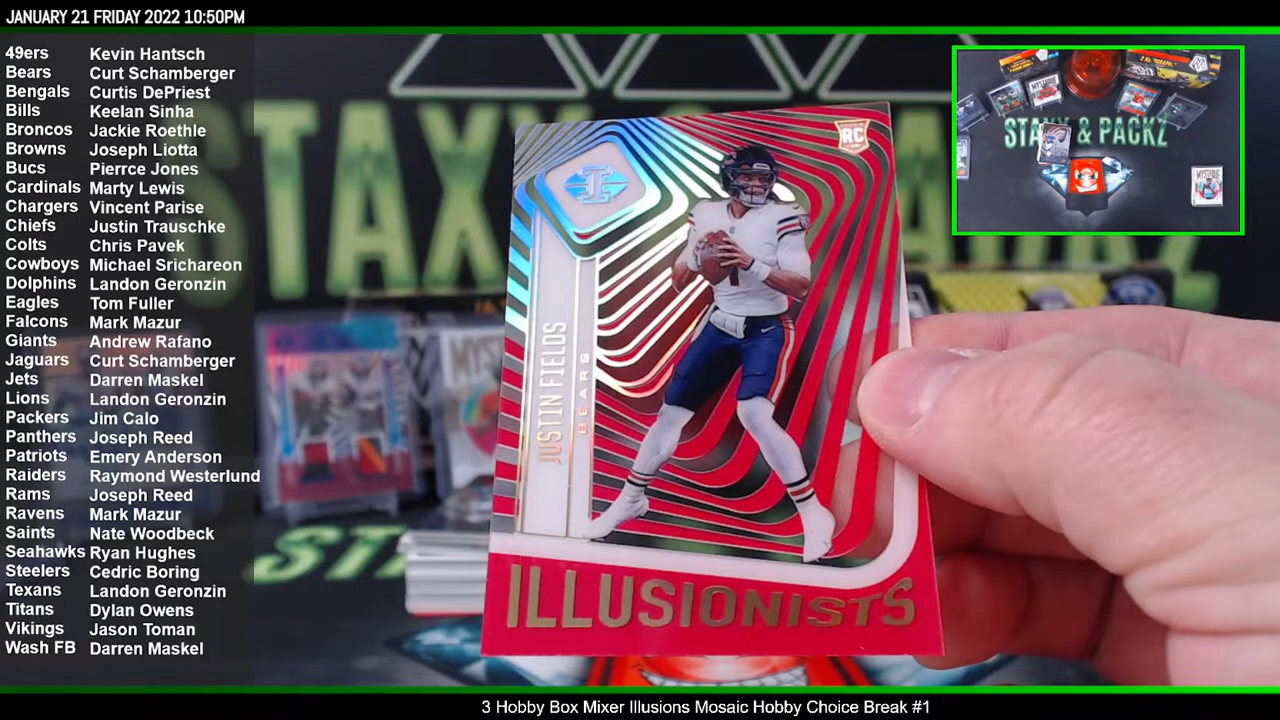 JANUARY 21 FRIDAY 2022 10:50PM
49ers Kevin Hantsch
Bears Curt Schamberger
Bengals Curtis DePriest
Bills Keelan Sinha
Broncos Jackie Roethle
Browns Joseph Liotta
Bucs Pierrce Jones
Cardinals Marty Lewis
Chargers Vincent Parise
Chiefs Justin Trauschke
Colts Chris Pavek
Cowboys Michael Srichareon
Dolphins Landon Geronzin
Eagles Tom Fuller
Falcons Mark Mazur
Giants Andrew Rafano
Jaguars Curt Schamberger
Jets Darren Maskel
Lions Landon Geronzin
Packers Jim Calo
Panthers Joseph Reed
Patriots Emery Anderson
Raiders Raymond Westerlund
Rams Joseph Reed
Ravens Mark Mazur
Saints Nate Woodbeck
Seahawks Ryan Hughes
Steelers Cedric Boring
Texans Landon Geronzin
Titans Dylan Owens
Vikings Jason Toman
Wash FB Darren Maskel
STAXX
RC
JUSTIN FIELDS
BEARS
ILLUSIONISTS
MYSTIQUE
STAXX & PACKZ
MYSTIQUE
3 Hobby Box Mixer Illusions Mosaic Hobby Choice Break #1